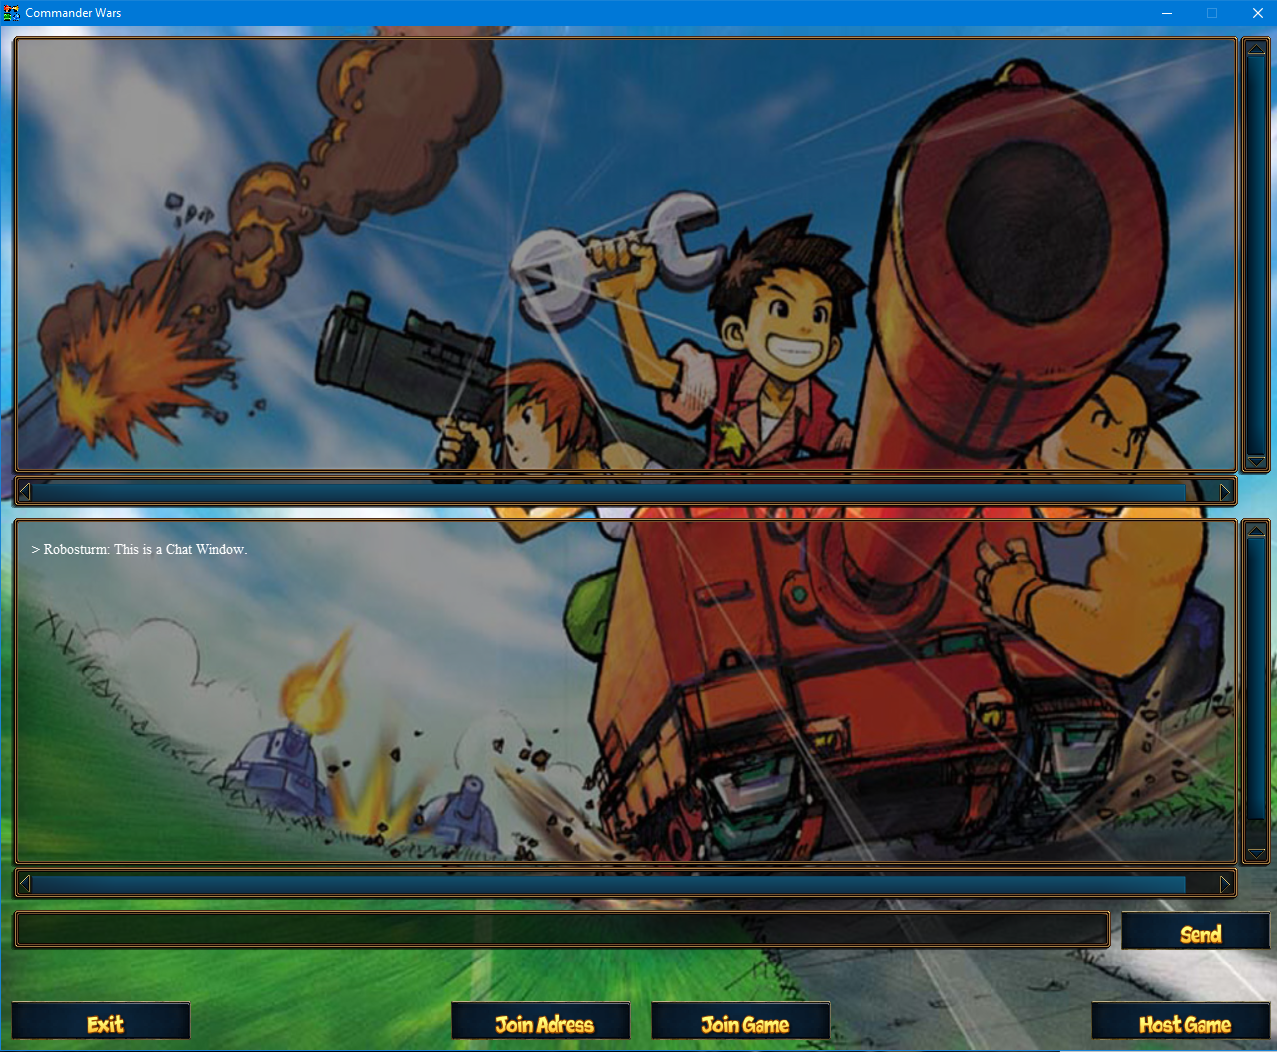 Commander Wars
> Robosturm: This is a Chat Window.
Send
Exit
Join Adress
Join Game
Host Game